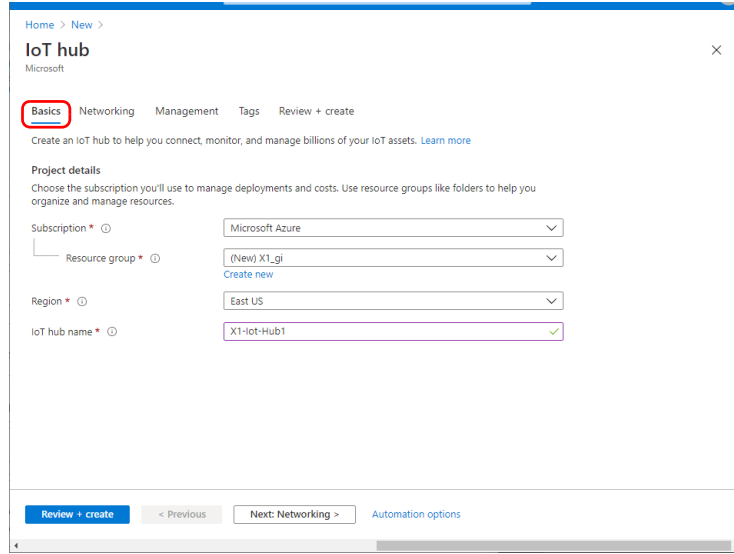 Home > New >
IoT hub
Microsoft
Basics Networking Management Tags Review + create
Create an IoT hub to help you connect, monitor, and manage billions of your IoT assets. Learn more
Project details
Choose the subscription you'll use to manage deployments and costs. Use resource groups like folders to help you
organize and manage resources.
Subscription * Microsoft Azure
Resource group * (New) X1_gi
Create new
Region * East US
IoT hub name * X1-Iot-Hub1
Review + create < Previous Next: Networking > Automation options